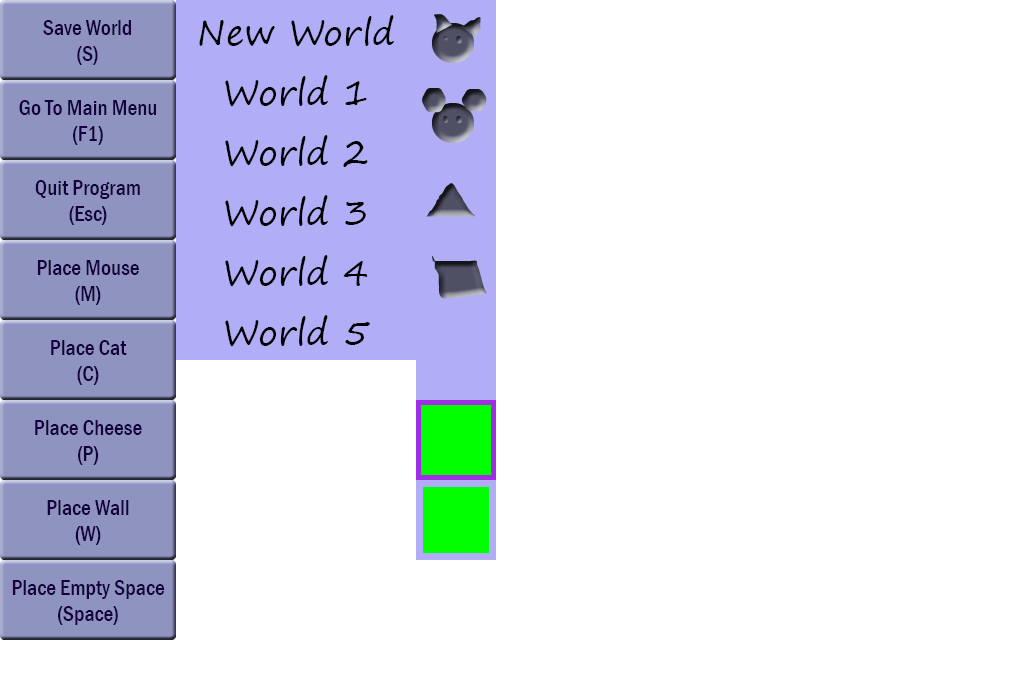 Save World
(S)
Go To Main Menu
(F1)
Quit Program
(Esc)
Place Mouse
(M)
Place Cat
(C)
Place Cheese
(P)
Place Wall
(W)
Place Empty Space
(Space)
New World
World 1
World 2
World 3
World 4
World 5